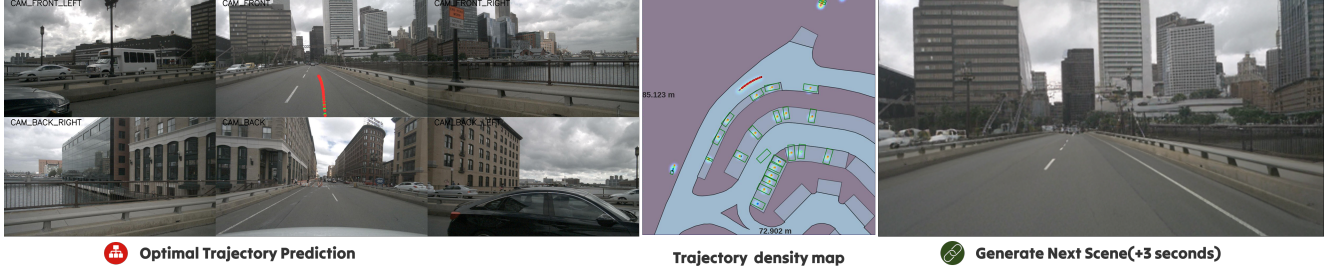 CAM_FRONT_LEFT
CAM_FRONT
CAM_FRONT_RIGHT
CAM_BACK_RIGHT
CAM_BACK
CAM_BACK_LEFT
85.123 m
72.902 m
Optimal Trajectory Prediction
Trajectory density map
Generate Next Scene(+3 seconds)